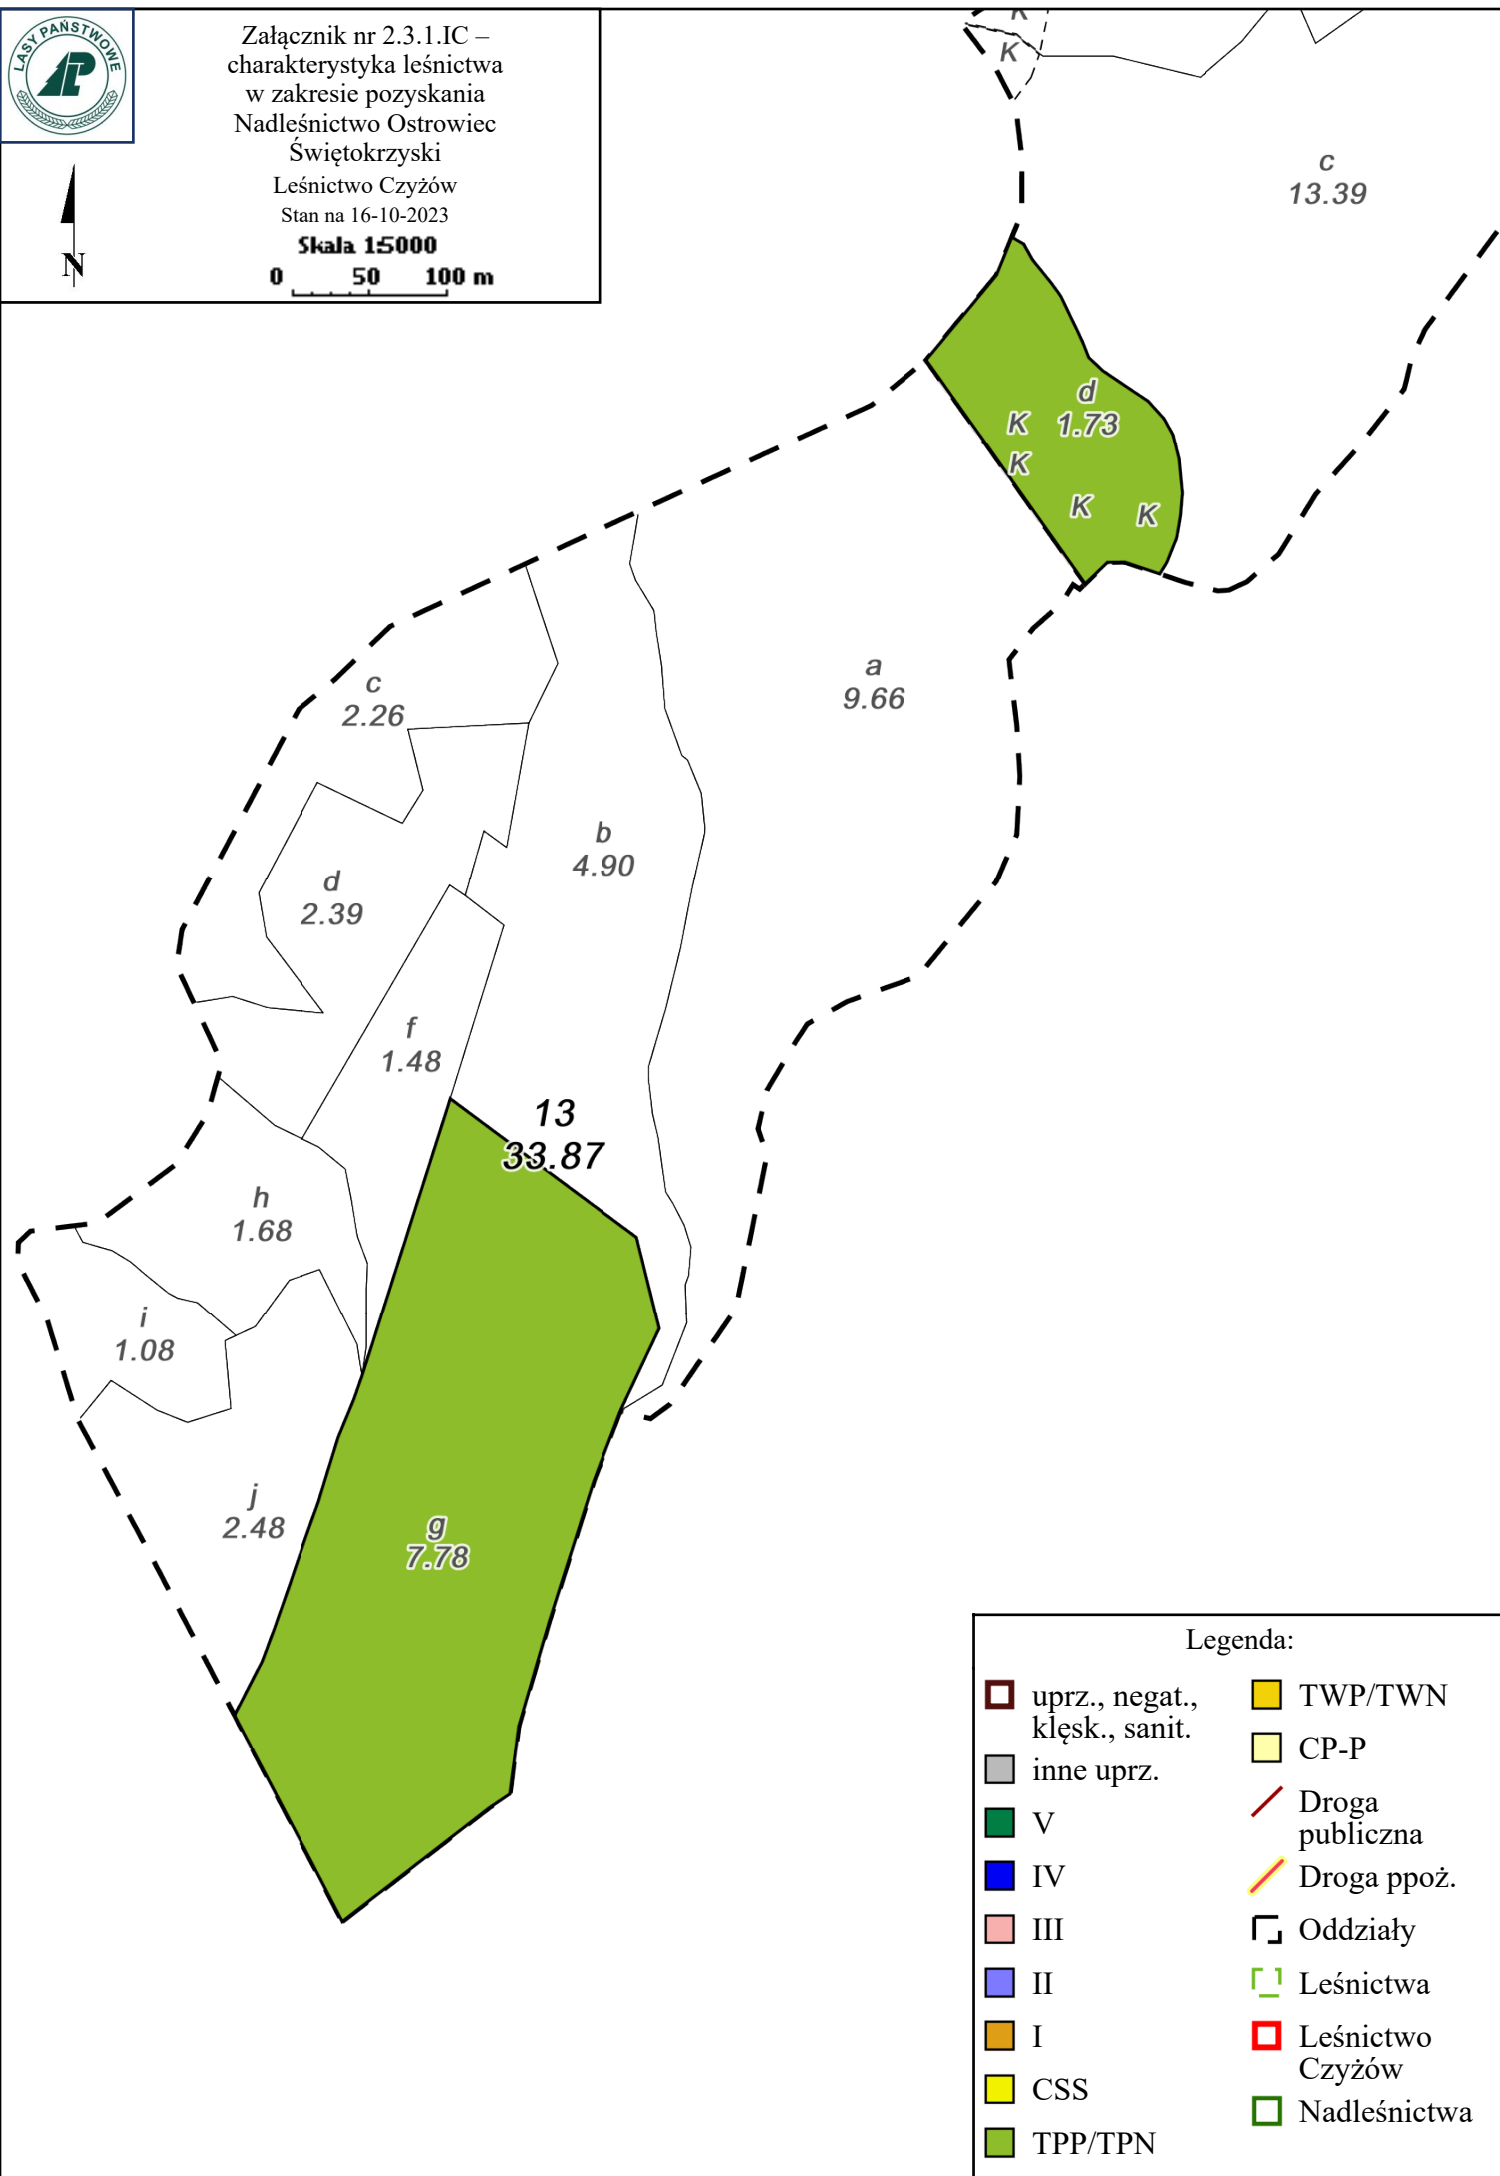 LASY PAŃSTWOWE
Załącznik nr 2.3.1.IC –
charakterystyka leśnictwa
w zakresie pozyskania
Nadleśnictwo Ostrowiec
Świętokrzyski
Leśnictwo Czyżów
Stan na 16-10-2023
Skala 1:5000
0 50 100 m
N
K
K
c
13.39
d
K 1.73
K
K K
a
9.66
c
2.26
b
4.90
d
2.39
f
1.48
13
33.87
h
1.68
i
1.08
j
2.48
g
7.78
Legenda:
uprz., negat.,
klęsk., sanit.
inne uprz.
V
IV
III
II
I
CSS
TPP/TPN
TWP/TWN
CP-P
Droga
publiczna
Droga ppoż.
Oddziały
Leśnictwa
Leśnictwo
Czyżów
Nadleśnictwa